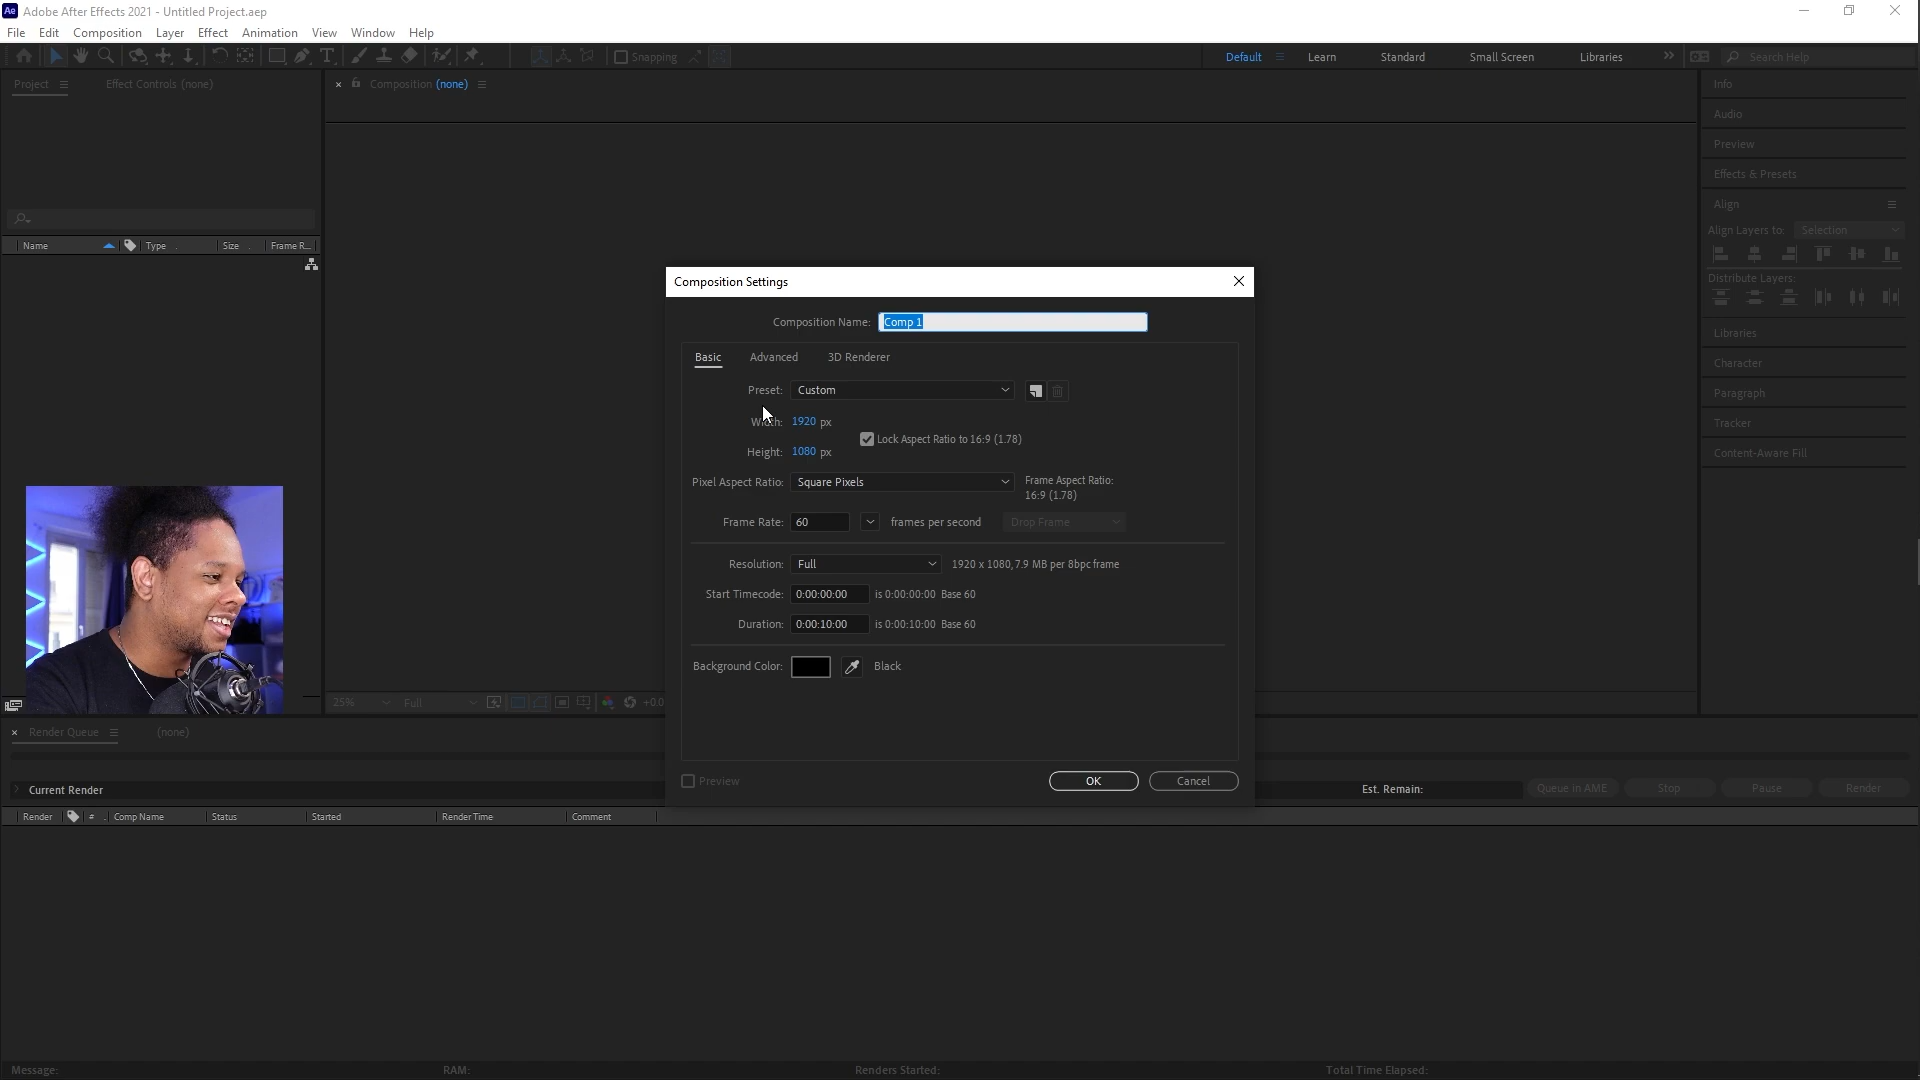 Ae Adobe After Effects 2021 - Untitled Project.aep
File Edit Composition Layer Effect Animation View Window Help
Snapping Default Learn Standard Small Screen Libraries Search Help
Project Effect Controls (none)
Composition (none)
Info
Audio
Preview
Effects & Presets
Align
Align Layers to: Selection
Distribute Layers:
Libraries
Character
Paragraph
Tracker
Content-Aware Fill
Name Type Size Frame R...
Composition Settings
Composition Name: Comp 1
Basic Advanced 3D Renderer
Preset: Custom
Width: 1920 px
Lock Aspect Ratio to 16:9 (1.78)
Height: 1080 px
Pixel Aspect Ratio: Square Pixels
Frame Aspect Ratio:
16:9 (1.78)
Frame Rate: 60 frames per second Drop Frame
Resolution: Full 1920 x 1080, 7.9 MB per 8bpc frame
Start Timecode: 0:00:00:00 is 0:00:00:00 Base 60
Duration: 0:00:10:00 is 0:00:10:00 Base 60
Background Color: Black
Preview OK Cancel
25% Full +0.0
Render Queue (none)
Current Render Est. Remain: Queue in AME Stop Pause Render
Render # Comp Name Status Started Render Time Comment
Message: RAM: Renders Started: Total Time Elapsed: